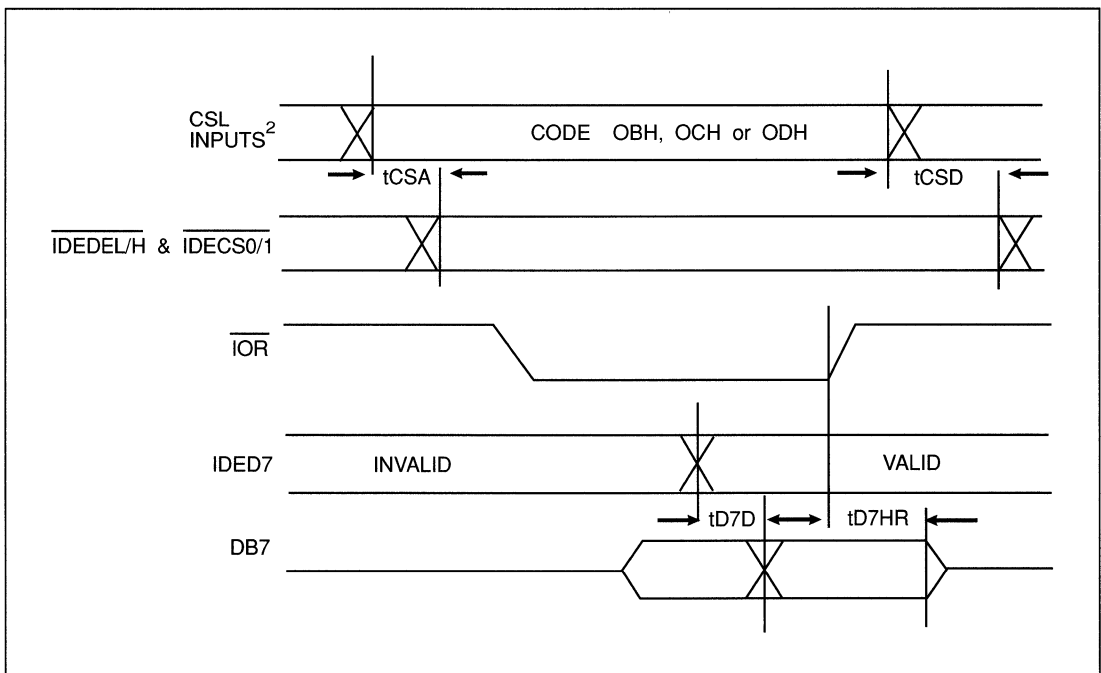 CSL
INPUTS²
CODE OBH, OCH or ODH
tCSA
tCSD
IDEDEL/H & IDECS0/1
IOR
IDED7
INVALID
VALID
tD7D
tD7HR
DB7